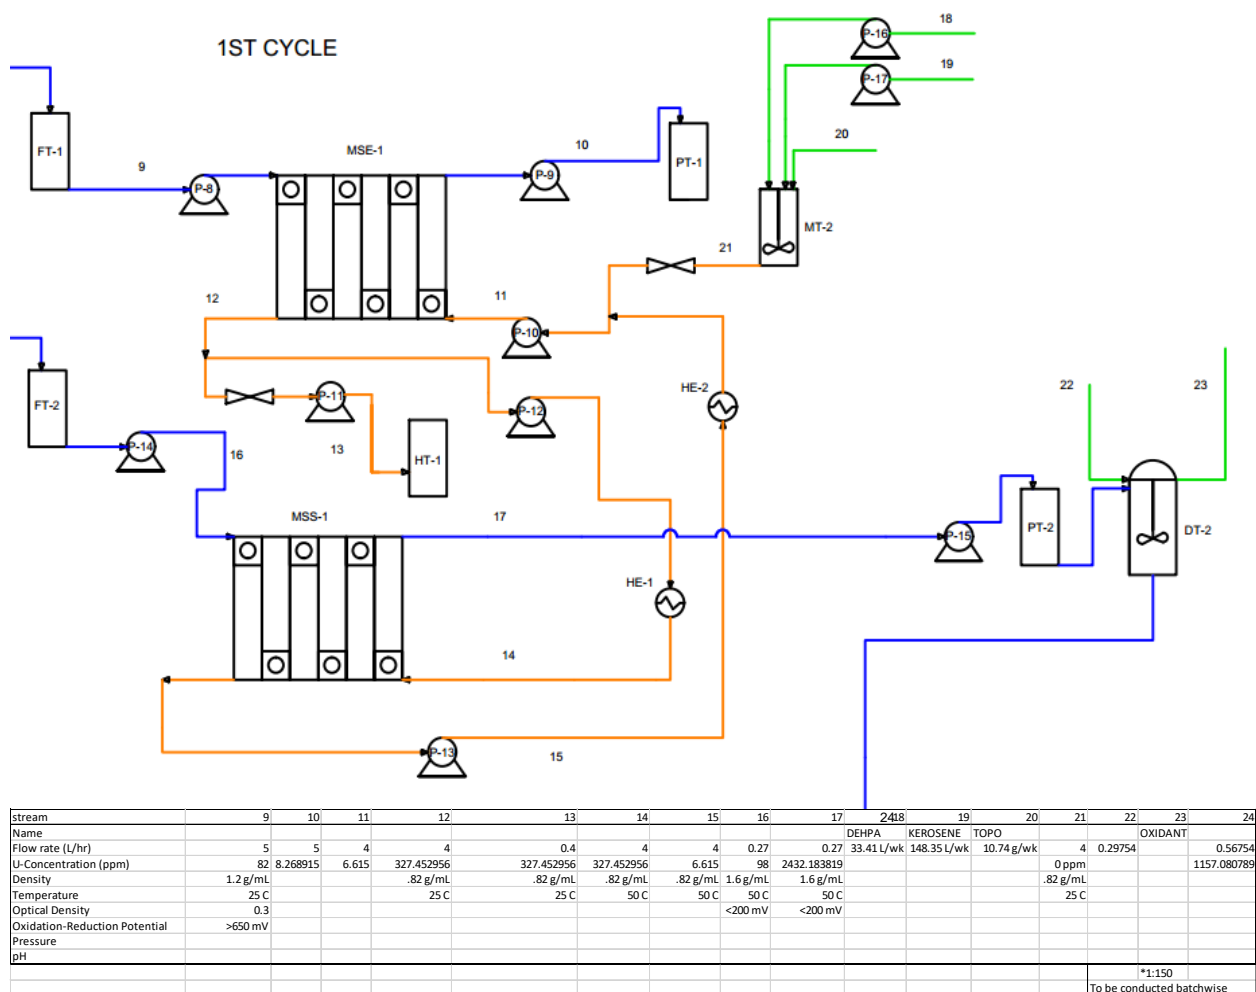 1ST CYCLE
P-16
18
P-17
19
20
FT-1
9
P-8
MSE-1
10
P-9
PT-1
MT-2
21
12
11
P-10
HE-2
FT-2
P-14
16
P-11
13
HT-1
P-12
22
23
MSS-1
17
P-15
PT-2
DT-2
HE-1
14
P-13
15
24
stream 9 10 11 12 13 14 15 16 17 18 19 20 21 22 23 24
Name DEHPA KEROSENE TOPO OXIDANT
Flow rate (L/hr) 5 5 4 4 0.4 4 4 0.27 0.27 33.41 L/wk 148.35 L/wk 10.74 g/wk 4 0.29754 0.56754
U-Concentration (ppm) 82 8.268915 6.615 327.452956 327.452956 327.452956 6.615 98 2432.183819 0 ppm 1157.080789
Density 1.2 g/mL .82 g/mL .82 g/mL .82 g/mL .82 g/mL 1.6 g/mL 1.6 g/mL .82 g/mL
Temperature 25 C 25 C 25 C 50 C 50 C 50 C 50 C 25 C
Optical Density 0.3 <200 mV <200 mV
Oxidation-Reduction Potential >650 mV
Pressure
pH
*1:150
To be conducted batchwise